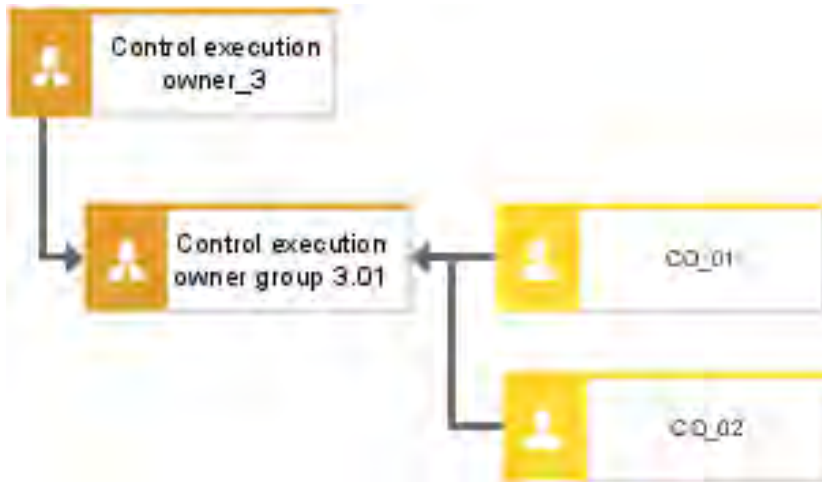 Control execution
owner_3
Control execution
owner group 3.01
CO_01
CO_02